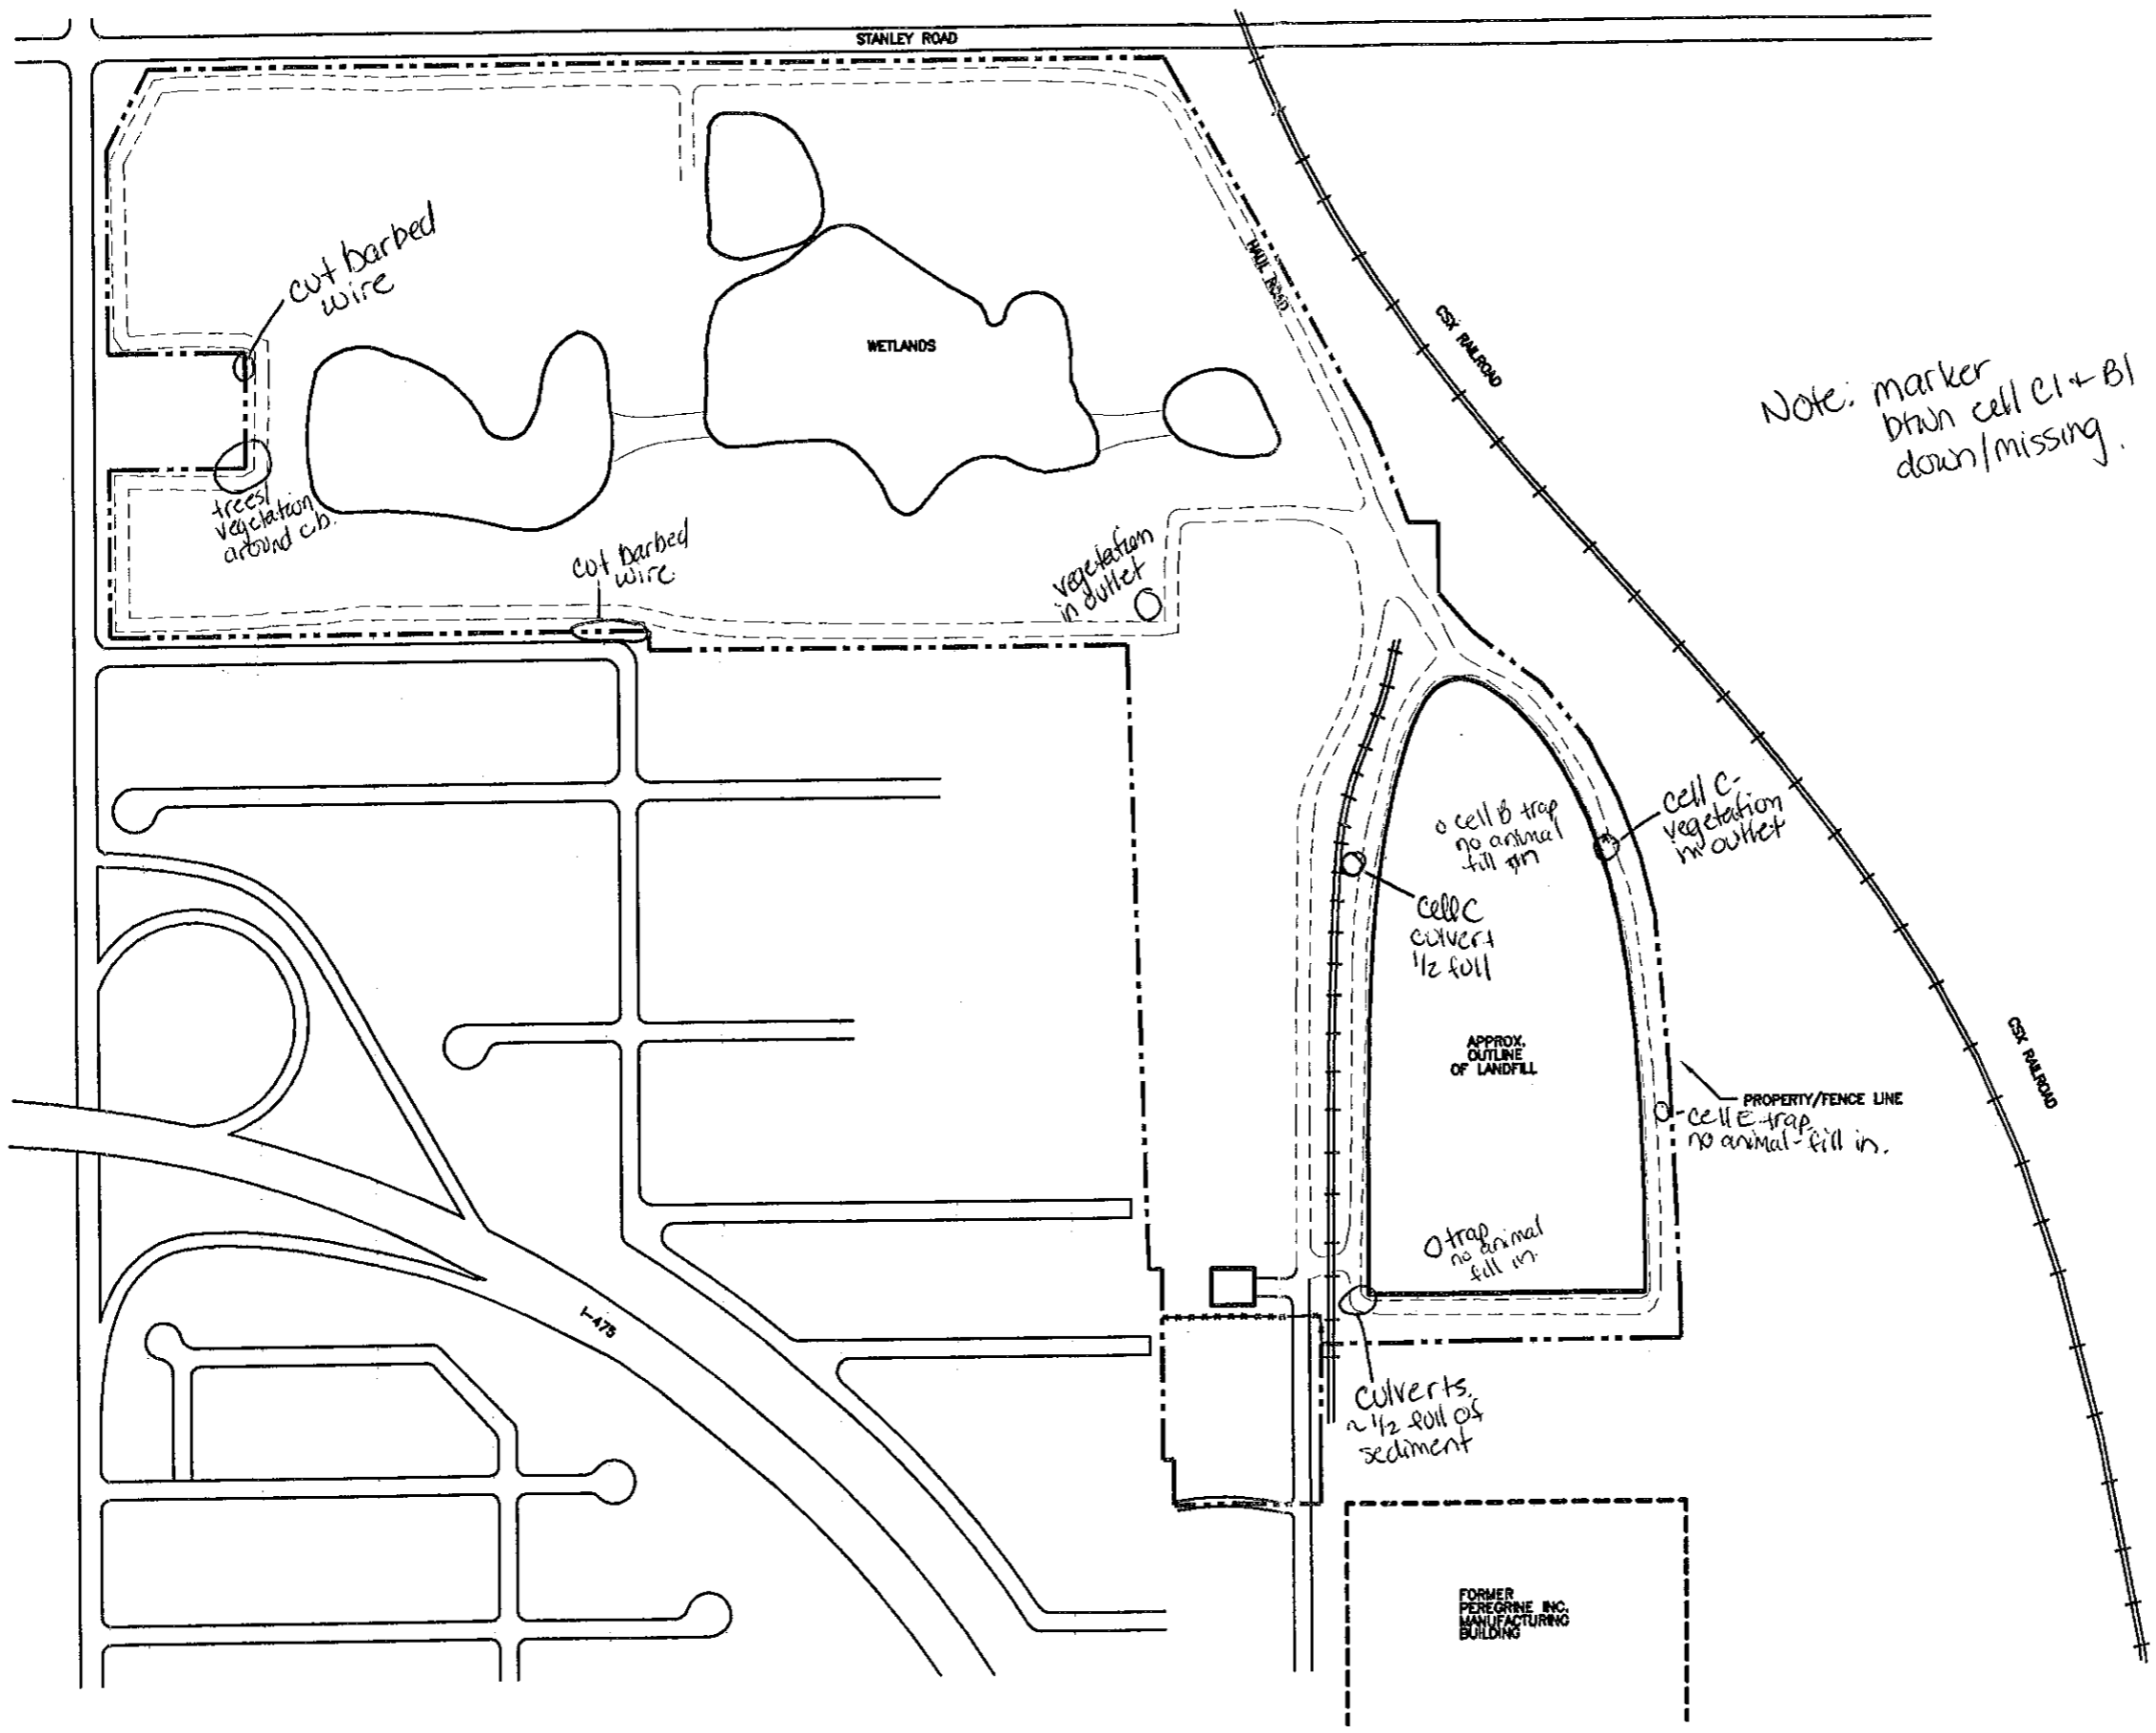 STANLEY ROAD
HAUL ROAD
cut barbed
wire
WETLANDS
CSX RAILROAD
Note: marker
btwn cell C1 + B1
down/missing.
trees/
vegetation
around c.b.
cut barbed
wire.
vegetation
in outlet
cell B trap
no animal
fill in
cell C-
vegetation
in outlet
cell C
culvert
1/2 full
APPROX.
OUTLINE
OF LANDFILL
CSX RAILROAD
PROPERTY/FENCE LINE
cell E trap
no animal-fill in.
trap
no animal
fill in.
I-475
culverts
~ 1/2 full of
sediment
FORMER
PEREGRINE INC.
MANUFACTURING
BUILDING